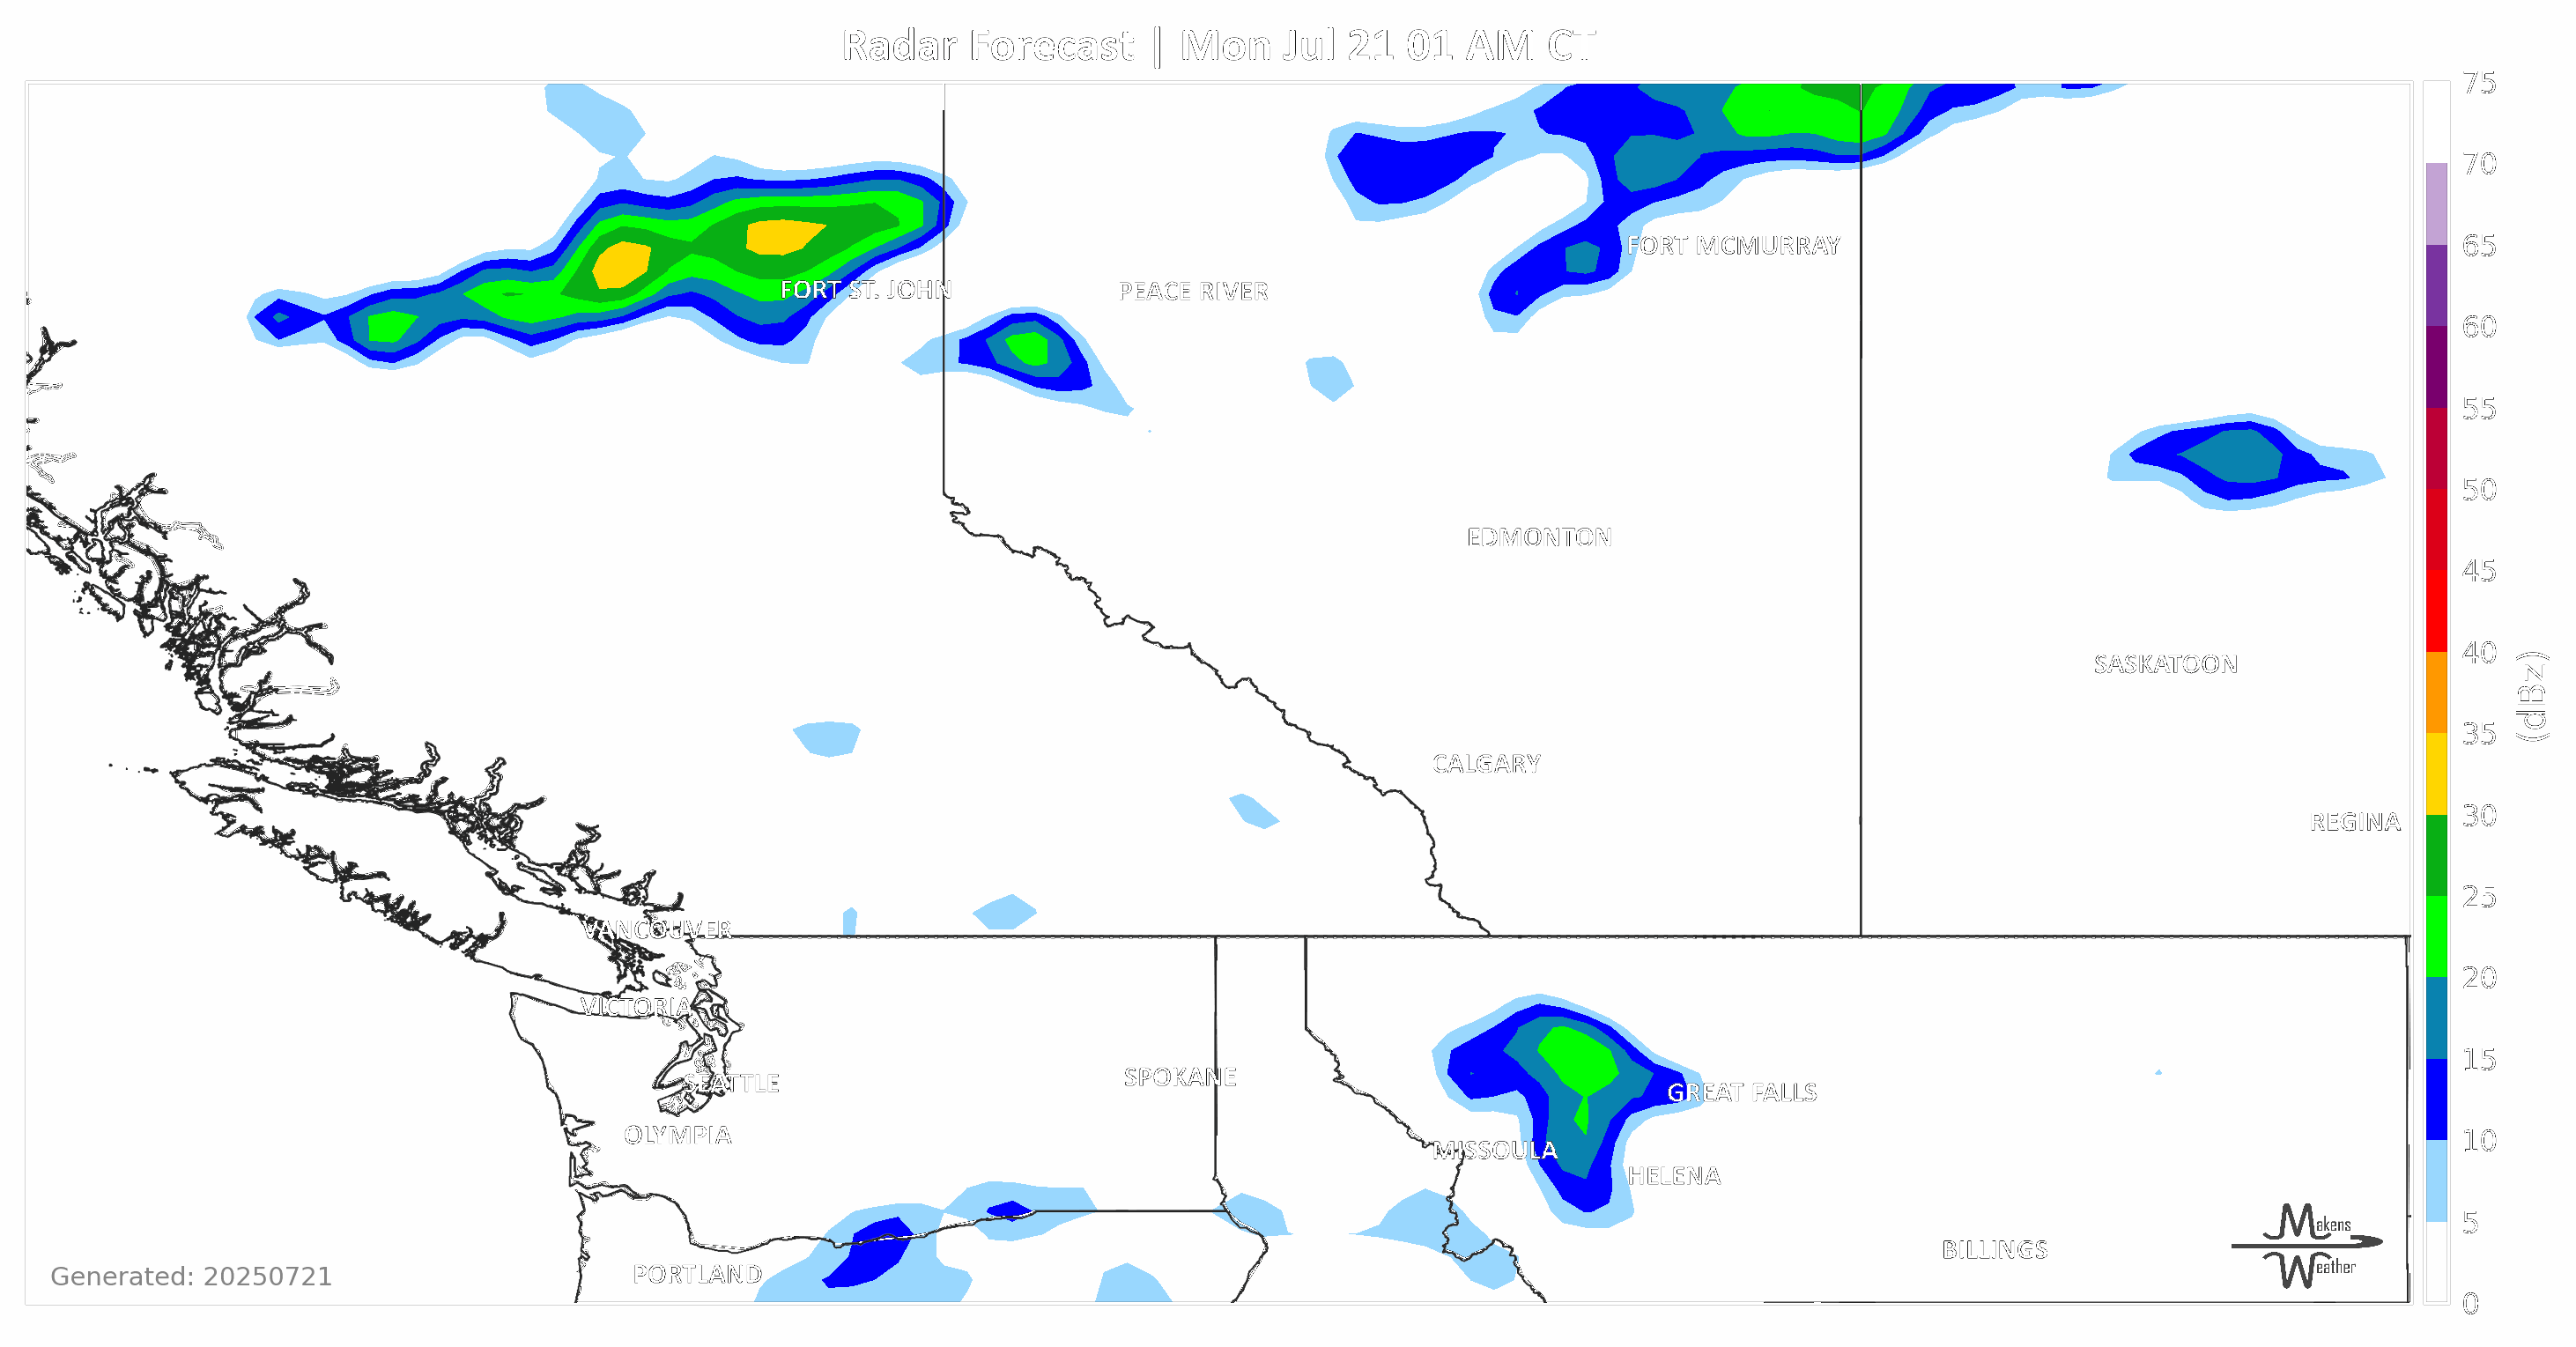 Radar Forecast | Mon Jul 21 01 AM CT
75
70
FORT MCMURRAY
65
FORT ST. JOHN
PEACE RIVER
60
55
50
EDMONTON
45
40
SASKATOON
(dBz)
35
CALGARY
30
REGINA
25
VANCOUVER
20
VICTORIA
15
SPOKANE
SEATTLE
GREAT FALLS
OLYMPIA
10
MISSOULA
HELENA
5
Makens
BILLINGS
Weather
PORTLAND
Generated: 20250721
0